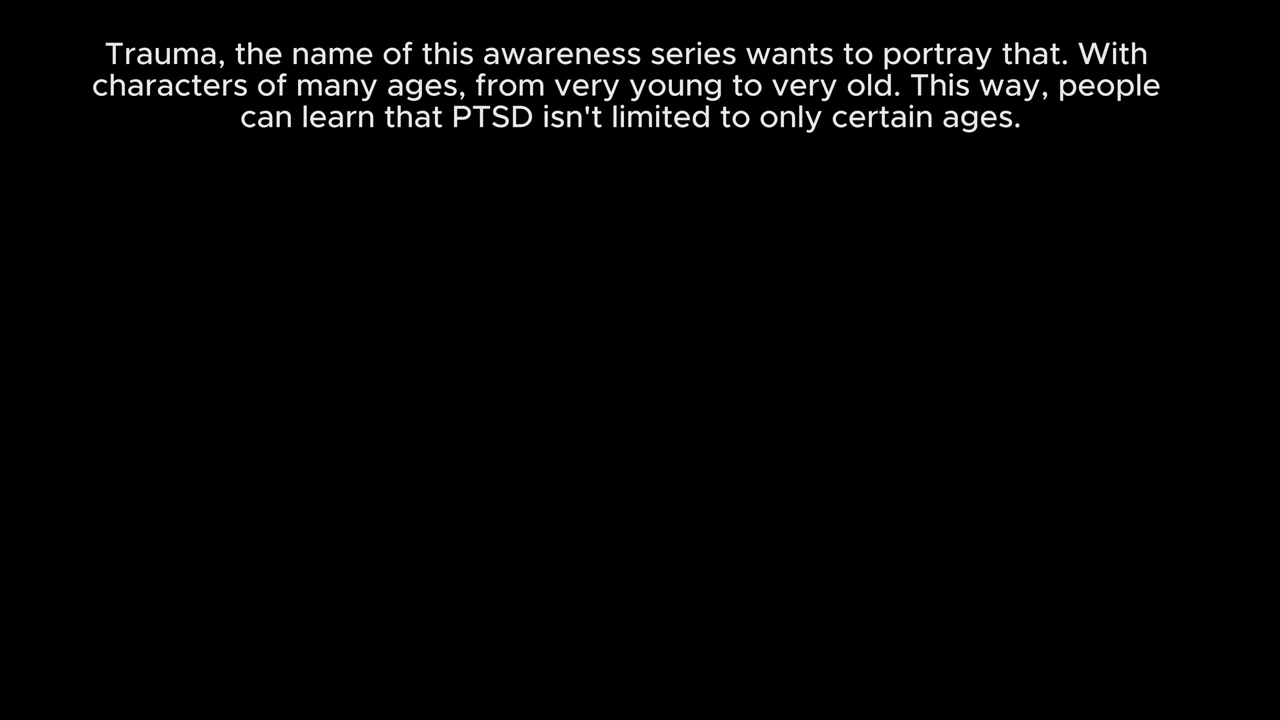 Trauma, the name of this awareness series wants to portray that. With
characters of many ages, from very young to very old. This way, people
can learn that PTSD isn't limited to only certain ages.